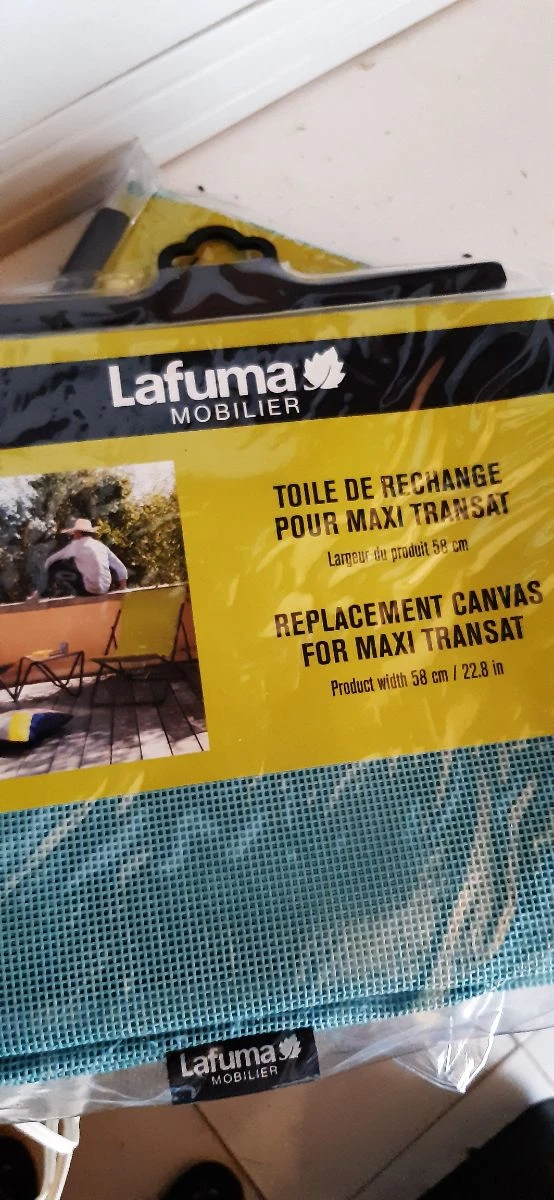 Lafuma
MOBILIER
TOILE DE RECHANGE
POUR MAXI TRANSAT
Largeur du produit 58 cm
REPLACEMENT CANVAS
FOR MAXI TRANSAT
Product width 58 cm / 22.8 in
Lafuma
MOBILIER